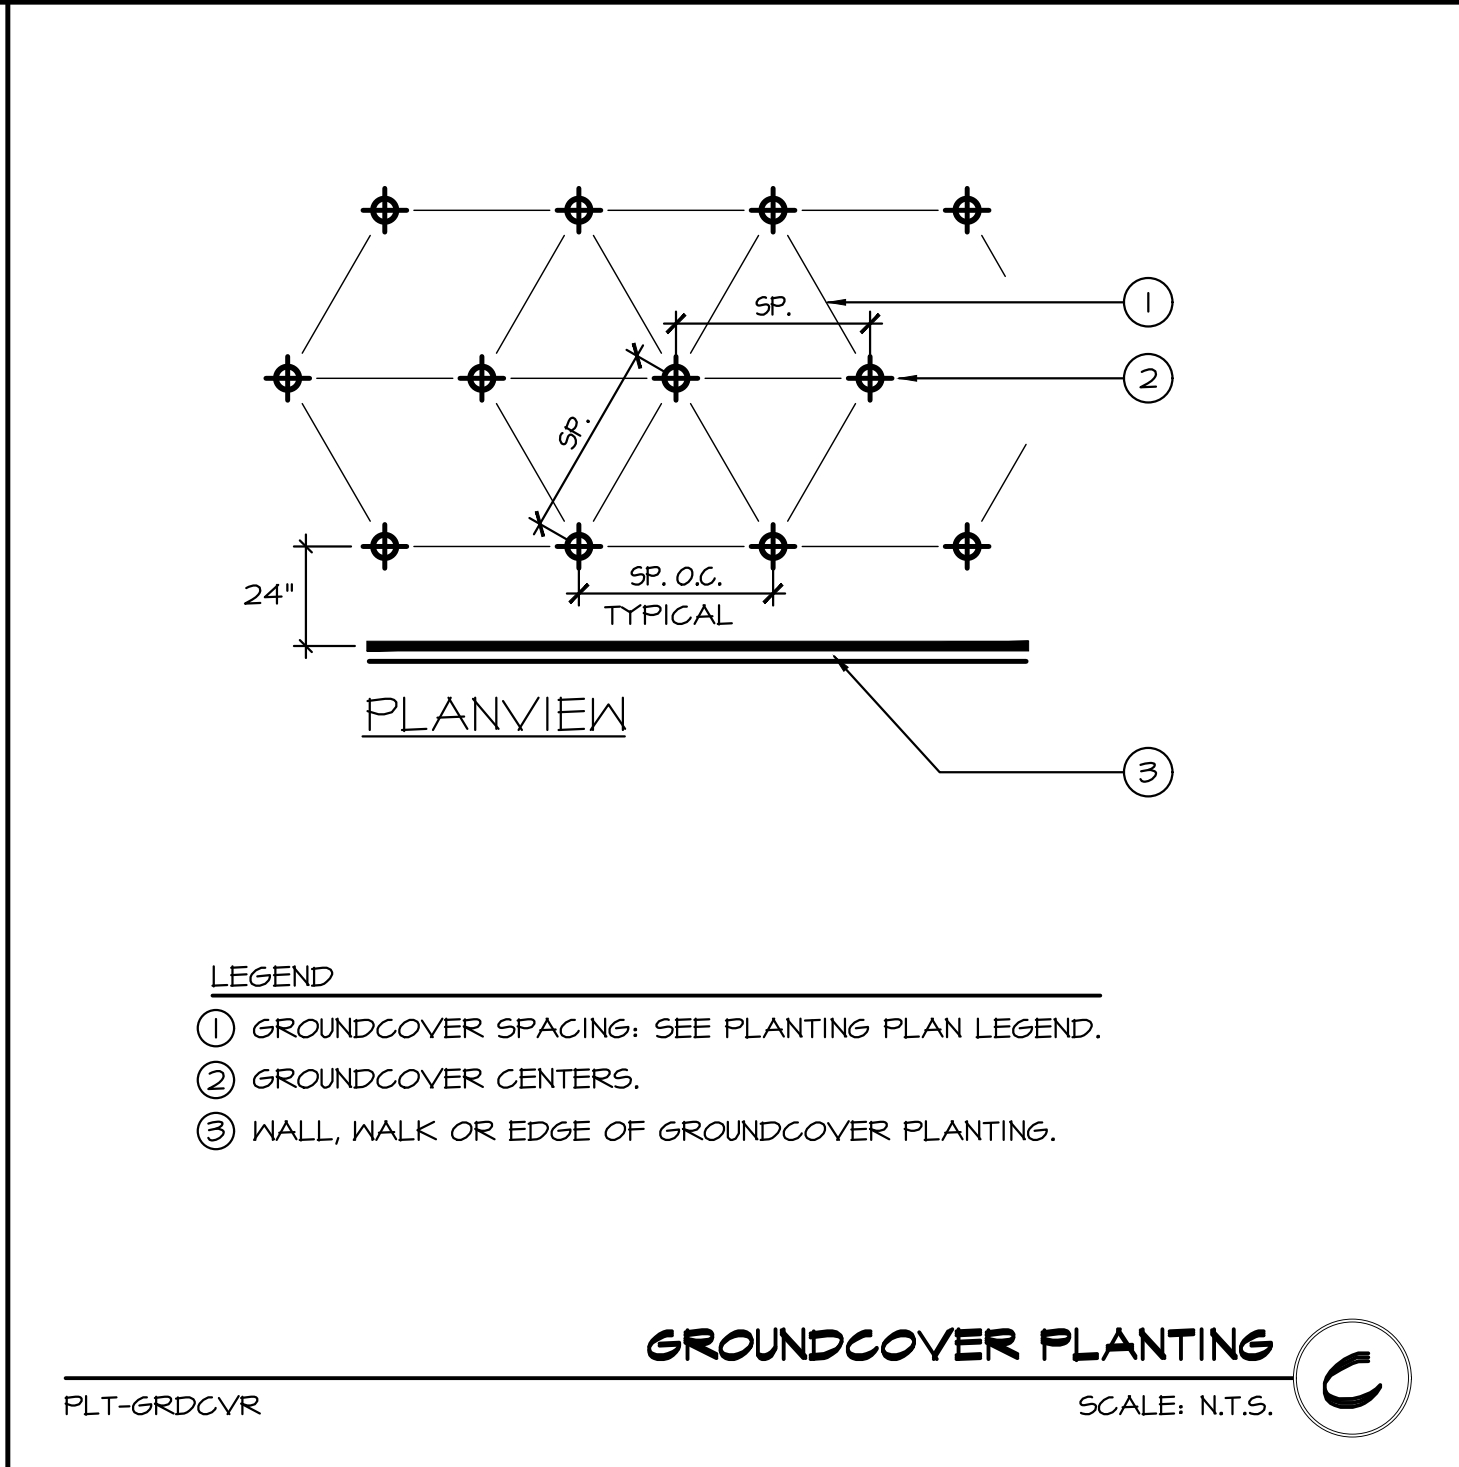 SP.
1
2
SP.
24"
SP. O.C.
TYPICAL
PLANVIEW
3
LEGEND
1 GROUNDCOVER SPACING: SEE PLANTING PLAN LEGEND.
2 GROUNDCOVER CENTERS.
3 WALL, WALK OR EDGE OF GROUNDCOVER PLANTING.
GROUNDCOVER PLANTING
C
PLT-GRDCVR
SCALE: N.T.S.